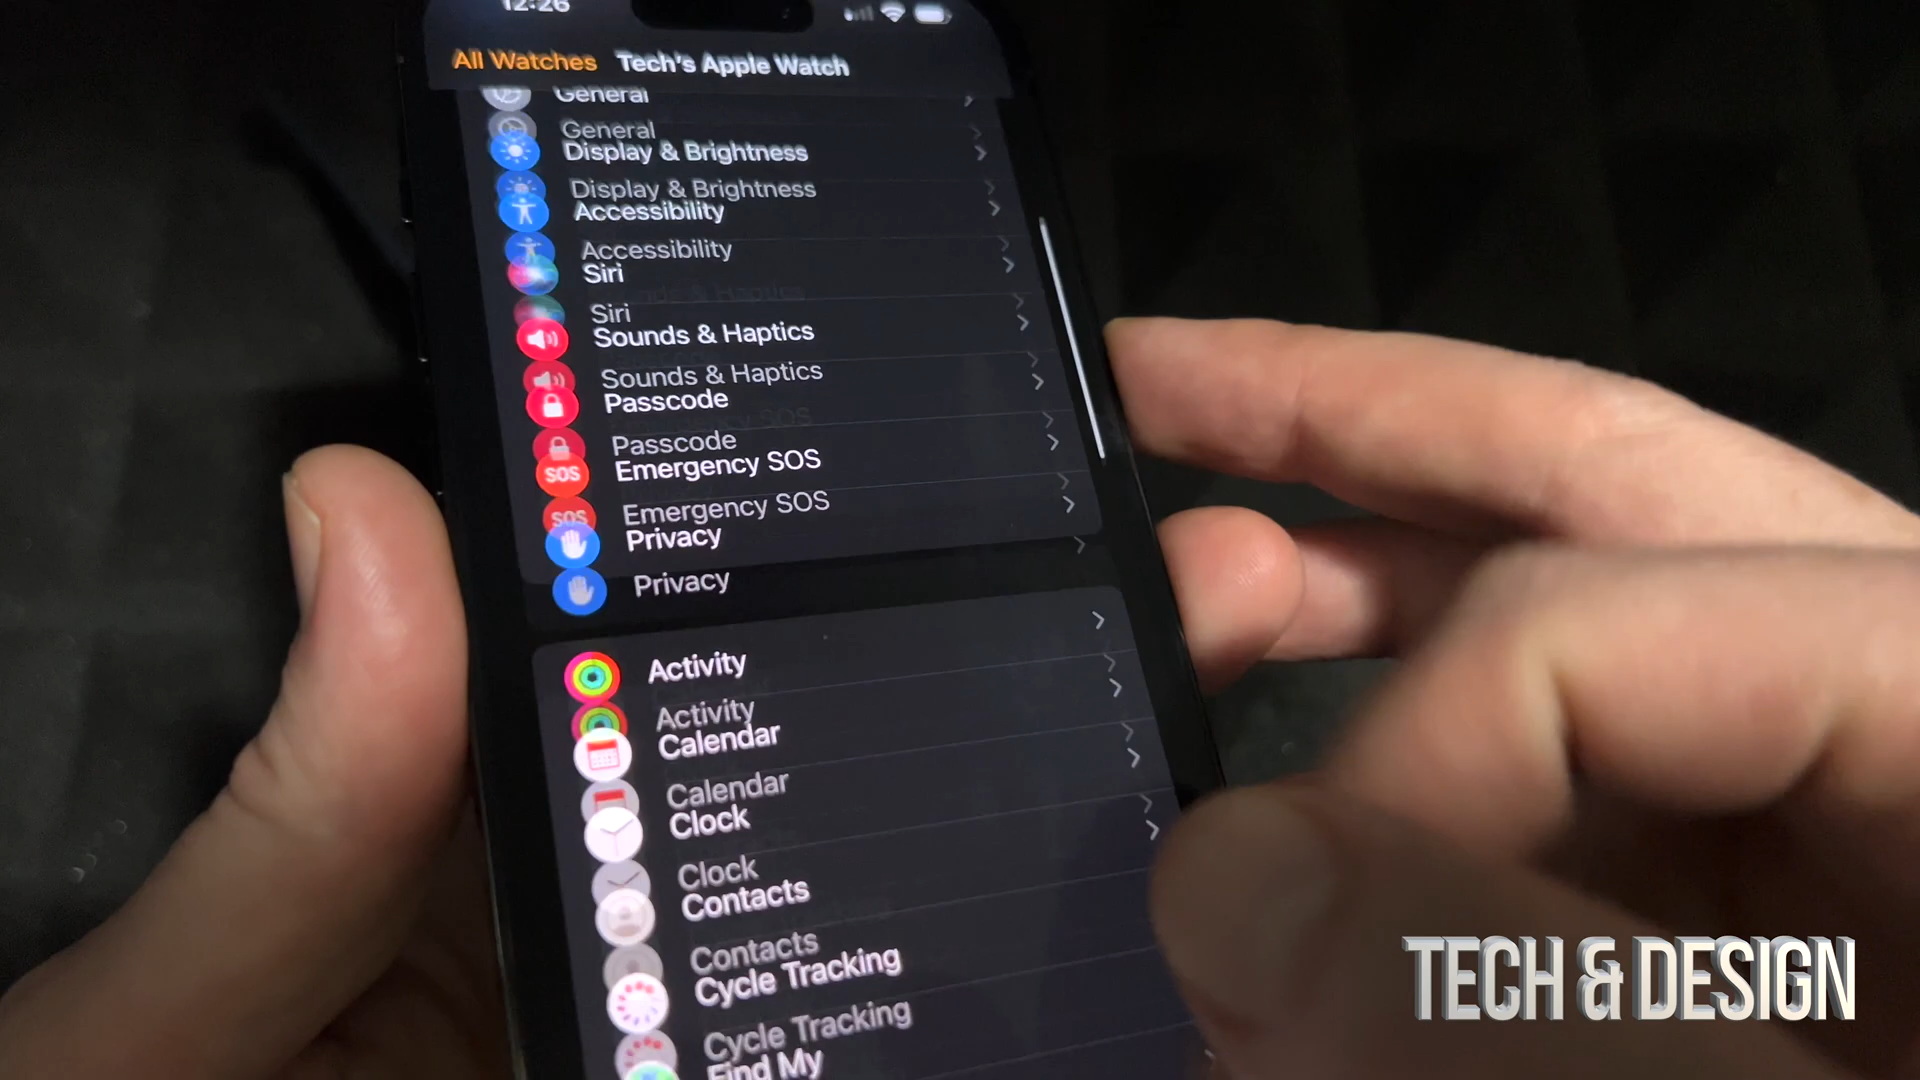 12:26
All Watches Tech's Apple Watch
General
General
Display & Brightness
Display & Brightness
Accessibility
Accessibility
Siri
Siri
Sounds & Haptics
Sounds & Haptics
Passcode
Passcode
SOS Emergency SOS
SOS Emergency SOS
Privacy
Privacy
Activity
Activity
Calendar
Calendar
Clock
Clock
Contacts
Contacts
Cycle Tracking
Cycle Tracking
Find My
TECH & DESIGN